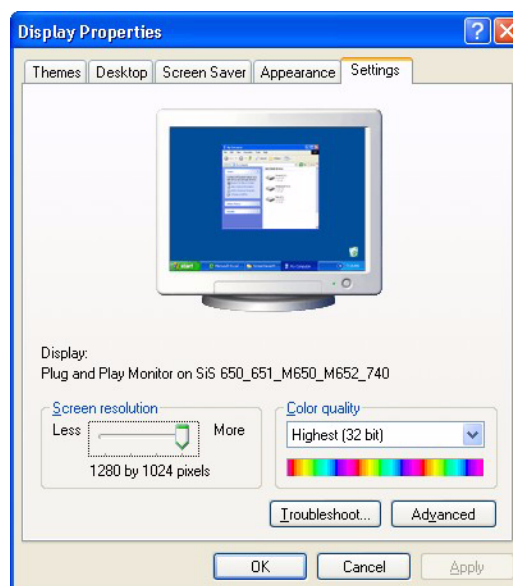 Display Properties
Themes Desktop Screen Saver Appearance Settings
start
Display:
Plug and Play Monitor on SiS 650_651_M650_M652_740
Screen resolution
Less More
1280 by 1024 pixels
Color quality
Highest (32 bit)
Troubleshoot... Advanced
OK Cancel Apply